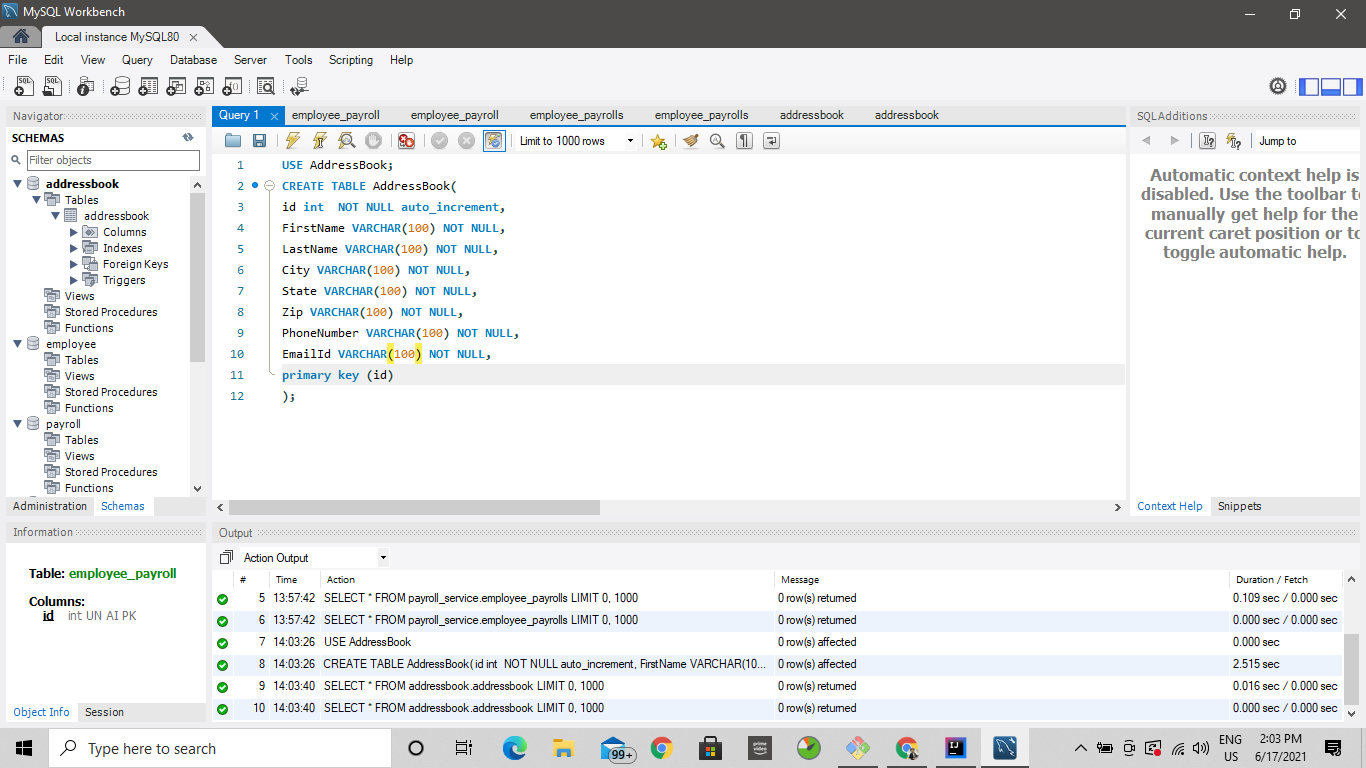 MySQL Workbench
Local instance MySQL80
File Edit View Query Database Server Tools Scripting Help
Navigator
SCHEMAS
Filter objects
addressbook
Tables
addressbook
Columns
Indexes
Foreign Keys
Triggers
Views
Stored Procedures
Functions
employee
Tables
Views
Stored Procedures
Functions
payroll
Tables
Views
Stored Procedures
Functions
Administration Schemas
Information
Table: employee_payroll
Columns:
id int UN AI PK
Object Info Session
Query 1 employee_payroll employee_payroll employee_payrolls employee_payrolls addressbook addressbook
Limit to 1000 rows
1 USE AddressBook;
2 CREATE TABLE AddressBook(
3 id int  NOT NULL auto_increment,
4 FirstName VARCHAR(100) NOT NULL,
5 LastName VARCHAR(100) NOT NULL,
6 City VARCHAR(100) NOT NULL,
7 State VARCHAR(100) NOT NULL,
8 Zip VARCHAR(100) NOT NULL,
9 PhoneNumber VARCHAR(100) NOT NULL,
10 EmailId VARCHAR(100) NOT NULL,
11 primary key (id)
12 );
SQLAdditions
Jump to
Automatic context help is
disabled. Use the toolbar to
manually get help for the
current caret position or to
toggle automatic help.
Context Help Snippets
Output
Action Output
# Time Action Message Duration / Fetch
5 13:57:42 SELECT * FROM payroll_service.employee_payrolls LIMIT 0, 1000 0 row(s) returned 0.109 sec / 0.000 sec
6 13:57:42 SELECT * FROM payroll_service.employee_payrolls LIMIT 0, 1000 0 row(s) returned 0.000 sec / 0.000 sec
7 14:03:26 USE AddressBook 0 row(s) affected 0.000 sec
8 14:03:26 CREATE TABLE AddressBook( id int  NOT NULL auto_increment, FirstName VARCHAR(10... 0 row(s) affected 2.515 sec
9 14:03:40 SELECT * FROM addressbook.addressbook LIMIT 0, 1000 0 row(s) returned 0.016 sec / 0.000 sec
10 14:03:40 SELECT * FROM addressbook.addressbook LIMIT 0, 1000 0 row(s) returned 0.000 sec / 0.000 sec
Type here to search
99+
prime video
ENG
US
2:03 PM
6/17/2021